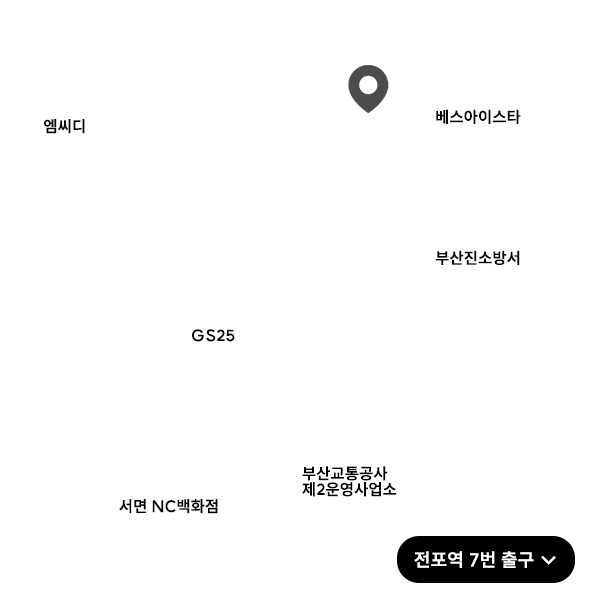 베스아이스타
엠씨디
부산진소방서
GS25
부산교통공사
제2운영사업소
서면 NC백화점
전포역 7번 출구